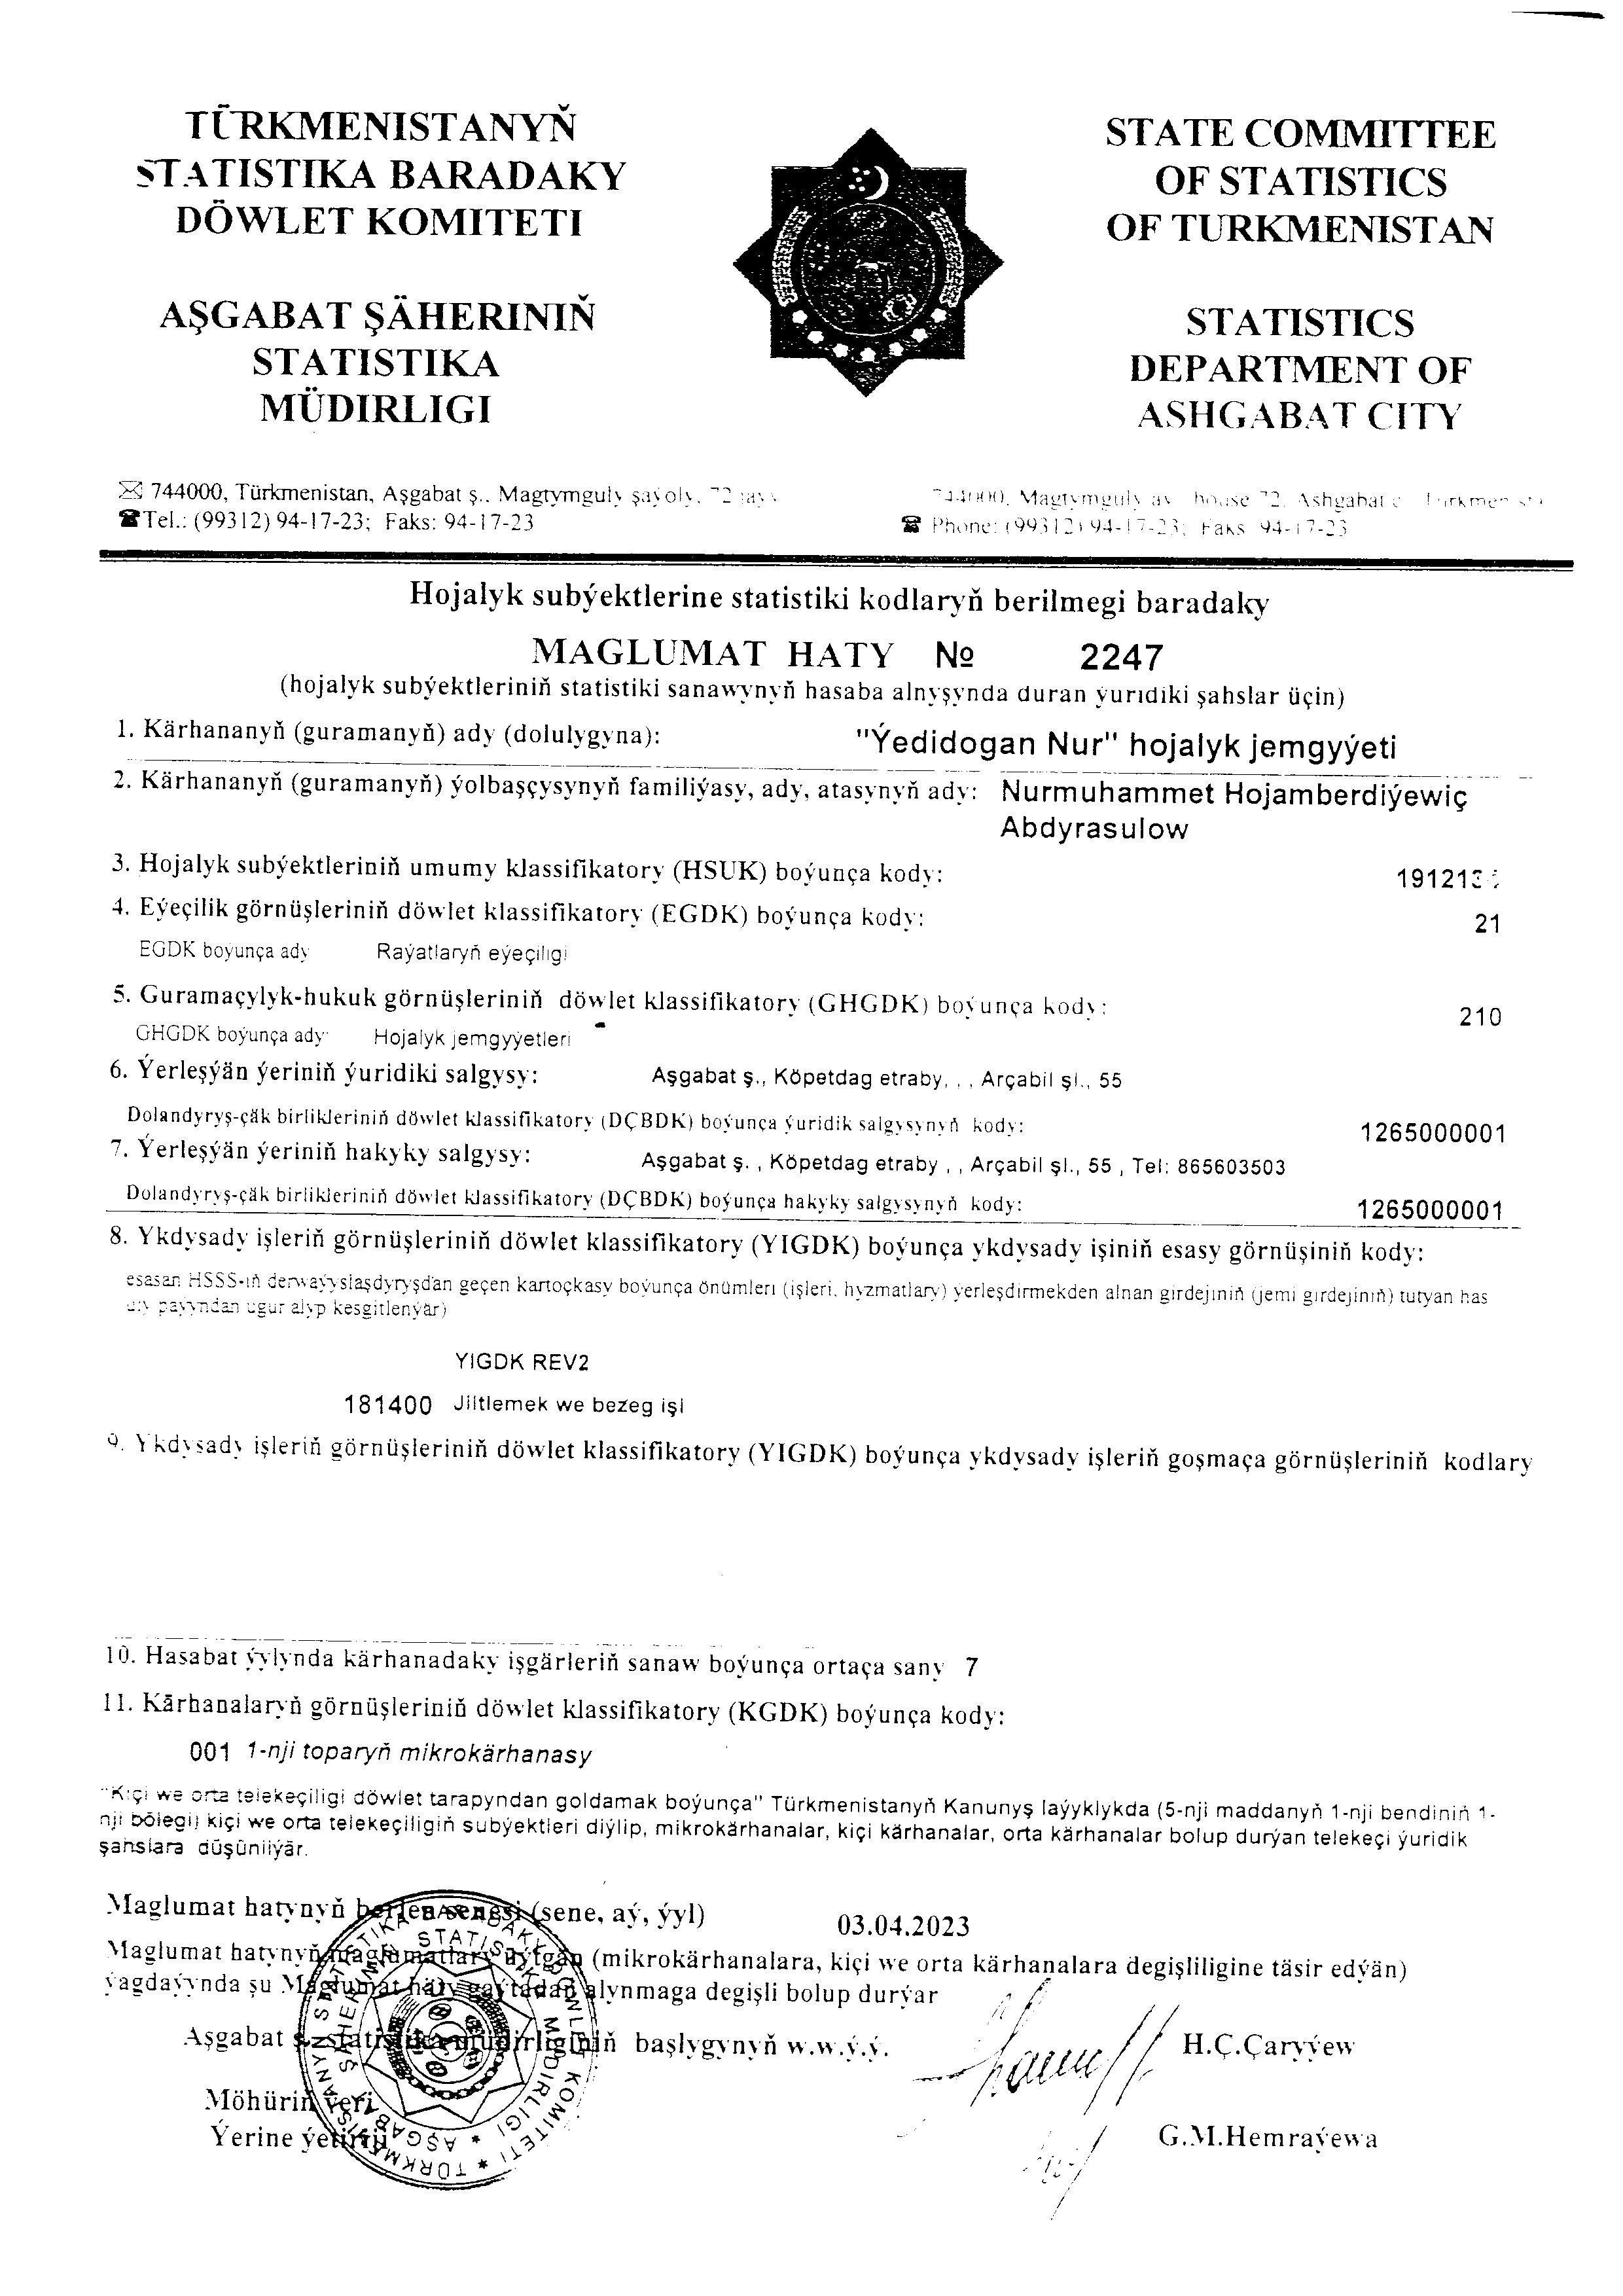 TÜRKMENISTANYŇ
STATISTIKA BARADAKY
DÖWLET KOMITETI
AŞGABAT ŞÄHERINIŇ
STATISTIKA
MÜDIRLIGI
STATE COMMITTEE
OF STATISTICS
OF TURKMENISTAN
STATISTICS
DEPARTMENT OF
ASHGABAT CITY
744000, Türkmenistan, Aşgabat ş., Magtymguly şaýoly, 72
Tel.: (99312) 94-17-23; Faks: 94-17-23
744000, Magtymguly av. house 72, Ashgabat
Phone: (99312) 94-17-23; Faks 94-17-23
Hojalyk subýektlerine statistiki kodlaryň berilmegi baradaky
MAGLUMAT HATY № 2247
(hojalyk subýektleriniň statistiki sanawynyň hasaba alnyşynda duran ýuridiki şahslar üçin)
1. Kärhananyň (guramanyň) ady (dolulygyna): "Ýedidogan Nur" hojalyk jemgyýeti
2. Kärhananyň (guramanyň) ýolbaşçysynyň familiýasy, ady, atasynyň ady: Nurmuhammet Hojamberdiýewiç
Abdyrasulow
3. Hojalyk subýektleriniň umumy klassifikatory (HSUK) boýunça kody:
4. Eýeçilik görnüşleriniň döwlet klassifikatory (EGDK) boýunça kody: 21
EGDK boýunça ady Raýatlaryň eýeçiligi
5. Guramaçylyk-hukuk görnüşleriniň döwlet klassifikatory (GHGDK) boýunça kody: 210
GHGDK boýunça ady Hojalyk jemgyýetleri
6. Ýerleşýän ýeriniň ýuridiki salgysy: Aşgabat ş., Köpetdag etraby, , , Arçabil şl., 55
Dolandyryş-çäk birlikleriniň döwlet klassifikatory (DÇBDK) boýunça ýuridik salgysynyň kody: 1265000001
7. Ýerleşýän ýeriniň hakyky salgysy: Aşgabat ş. , Köpetdag etraby , , Arçabil şl., 55 , Tel: 865603503
Dolandyryş-çäk birlikleriniň döwlet klassifikatory (DÇBDK) boýunça hakyky salgysynyň kody: 1265000001
8. Ykdysady işleriň görnüşleriniň döwlet klassifikatory (YIGDK) boýunça ykdysady işiniň esasy görnüşiniň kody:
esasan HSSS-iň derwaýyslaşdyryşdan geçen kartoçkasy boýunça önümleri (işleri, hyzmatlary) ýerleşdirmekden alnan girdejiniň (jemi girdejiniň) tutýan has
uly paýyndan ugur alyp kesgitlenýär)
YIGDK REV2
181400 Jiltlemek we bezeg işi
9. Ykdysady işleriň görnüşleriniň döwlet klassifikatory (YIGDK) boýunça ykdysady işleriň goşmaça görnüşleriniň kodlary
10. Hasabat ýylynda kärhanadaky işgärleriň sanaw boýunça ortaça sany 7
11. Kärhanalaryň görnüşleriniň döwlet klassifikatory (KGDK) boýunça kody:
001 1-nji toparyň mikrokärhanasy
"Kiçi we orta telekeçiligi döwlet tarapyndan goldamak boýunça" Türkmenistanyň Kanunyş laýyklykda (5-nji maddanyň 1-nji bendiniň 1-
nji bölegi) kiçi we orta telekeçiligiň subýektleri diýlip, mikrokärhanalar, kiçi kärhanalar, orta kärhanalar bolup durýan telekeçi ýuridik
şahslara düşünilýär.
Maglumat hatynyň berlen senesi (sene, aý, ýyl) 03.04.2023
Maglumat hatynyň maglumatlary üýtgän (mikrokärhanalara, kiçi we orta kärhanalara degişliligine täsir edýän)
ýagdaýynda şu Maglumat haty gaýtadan alynmaga degişli bolup durýar
Aşgabat ş. statistika müdirliginiň başlygynyň w.w.ý.ý. H.Ç.Çaryýew
Möhüriň ýeri
Ýerine ýetiriji G.M.Hemraýewa